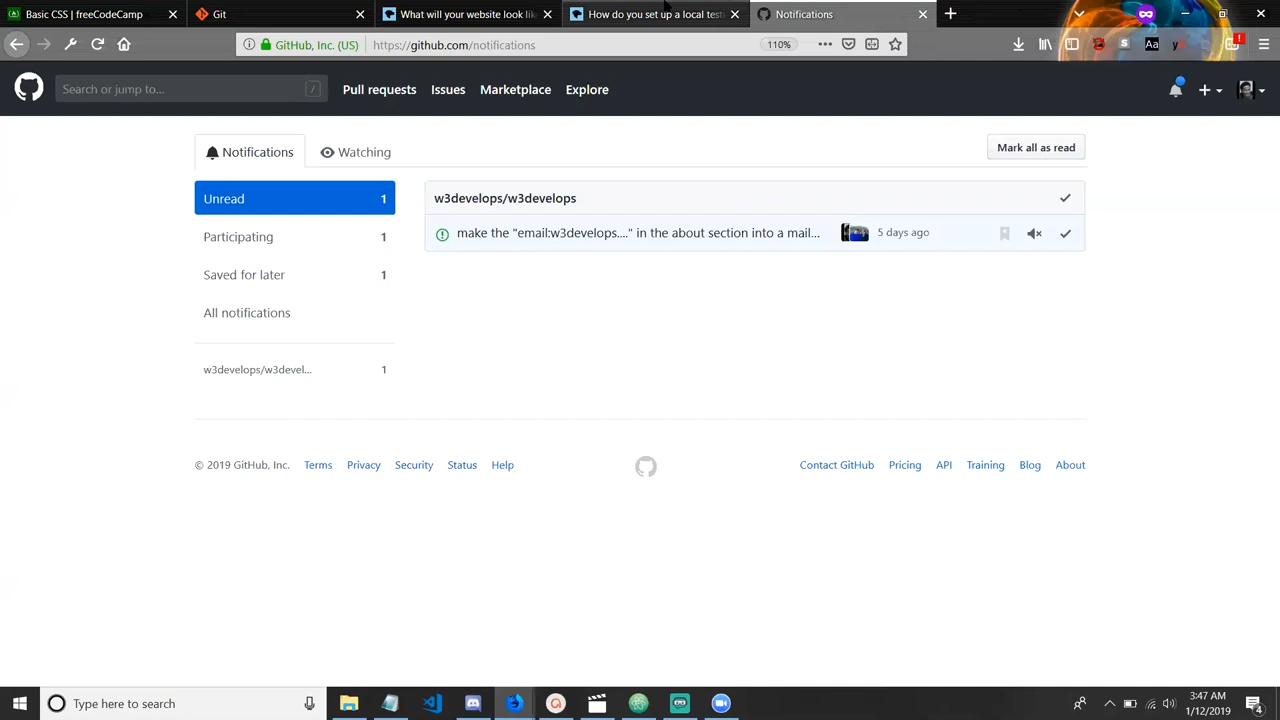 Basic CSS | freeCodeCamp
Git
What will your website look lik
How do you set up a local test
Notifications
GitHub, Inc. (US)
https://github.com/notifications
110%
Search or jump to...
/
Pull requests
Issues
Marketplace
Explore
Notifications
Watching
Mark all as read
Unread 1
Participating 1
Saved for later 1
All notifications
w3develops/w3devel... 1
w3develops/w3develops
make the "email:w3develops...." in the about section into a mail...
5 days ago
© 2019 GitHub, Inc.
Terms
Privacy
Security
Status
Help
Contact GitHub
Pricing
API
Training
Blog
About
Type here to search
3:47 AM
1/12/2019
4